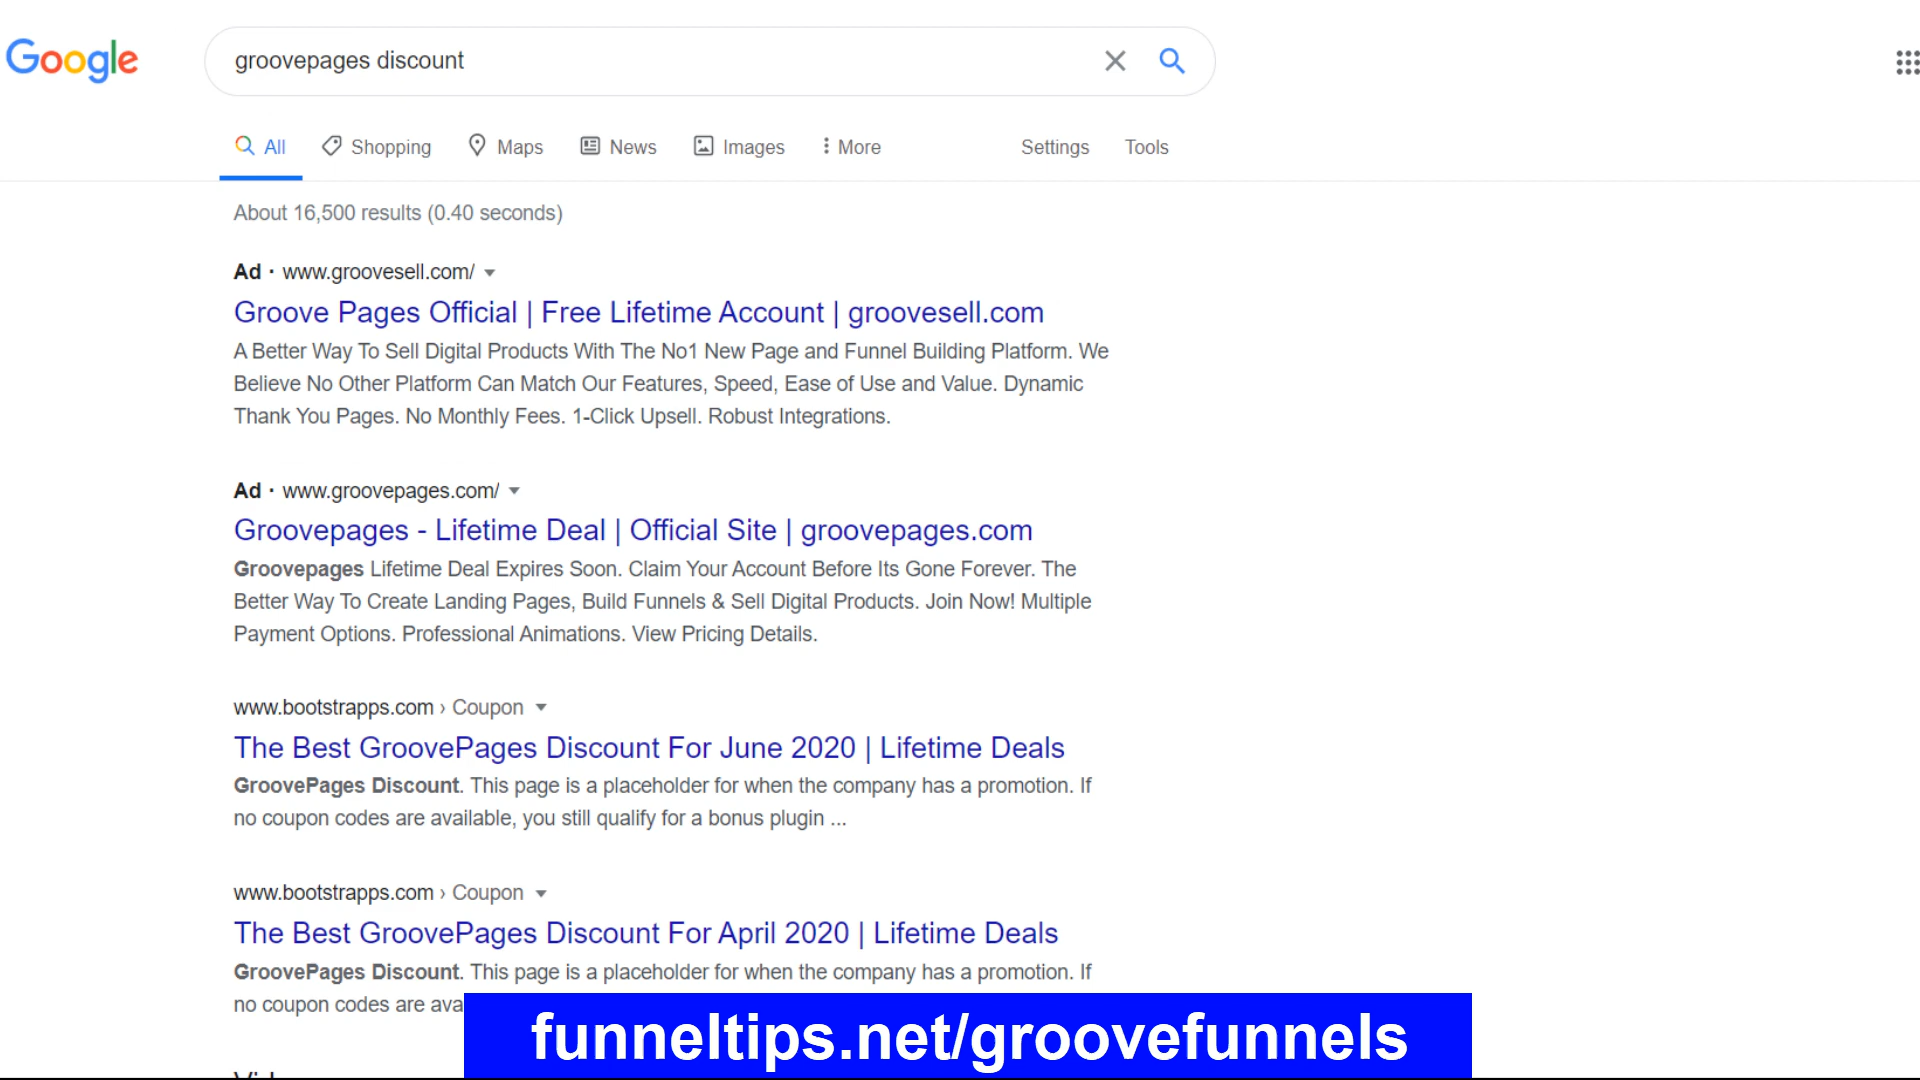 Google
groovepages discount
All Shopping Maps News Images More Settings Tools
About 16,500 results (0.40 seconds)
Ad · www.groovesell.com/
Groove Pages Official | Free Lifetime Account | groovesell.com
A Better Way To Sell Digital Products With The No1 New Page and Funnel Building Platform. We
Believe No Other Platform Can Match Our Features, Speed, Ease of Use and Value. Dynamic
Thank You Pages. No Monthly Fees. 1-Click Upsell. Robust Integrations.
Ad · www.groovepages.com/
Groovepages - Lifetime Deal | Official Site | groovepages.com
Groovepages Lifetime Deal Expires Soon. Claim Your Account Before Its Gone Forever. The
Better Way To Create Landing Pages, Build Funnels & Sell Digital Products. Join Now! Multiple
Payment Options. Professional Animations. View Pricing Details.
www.bootstrapps.com › Coupon
The Best GroovePages Discount For June 2020 | Lifetime Deals
GroovePages Discount. This page is a placeholder for when the company has a promotion. If
no coupon codes are available, you still qualify for a bonus plugin ...
www.bootstrapps.com › Coupon
The Best GroovePages Discount For April 2020 | Lifetime Deals
GroovePages Discount. This page is a placeholder for when the company has a promotion. If
no coupon codes are ava
funneltips.net/groovefunnels